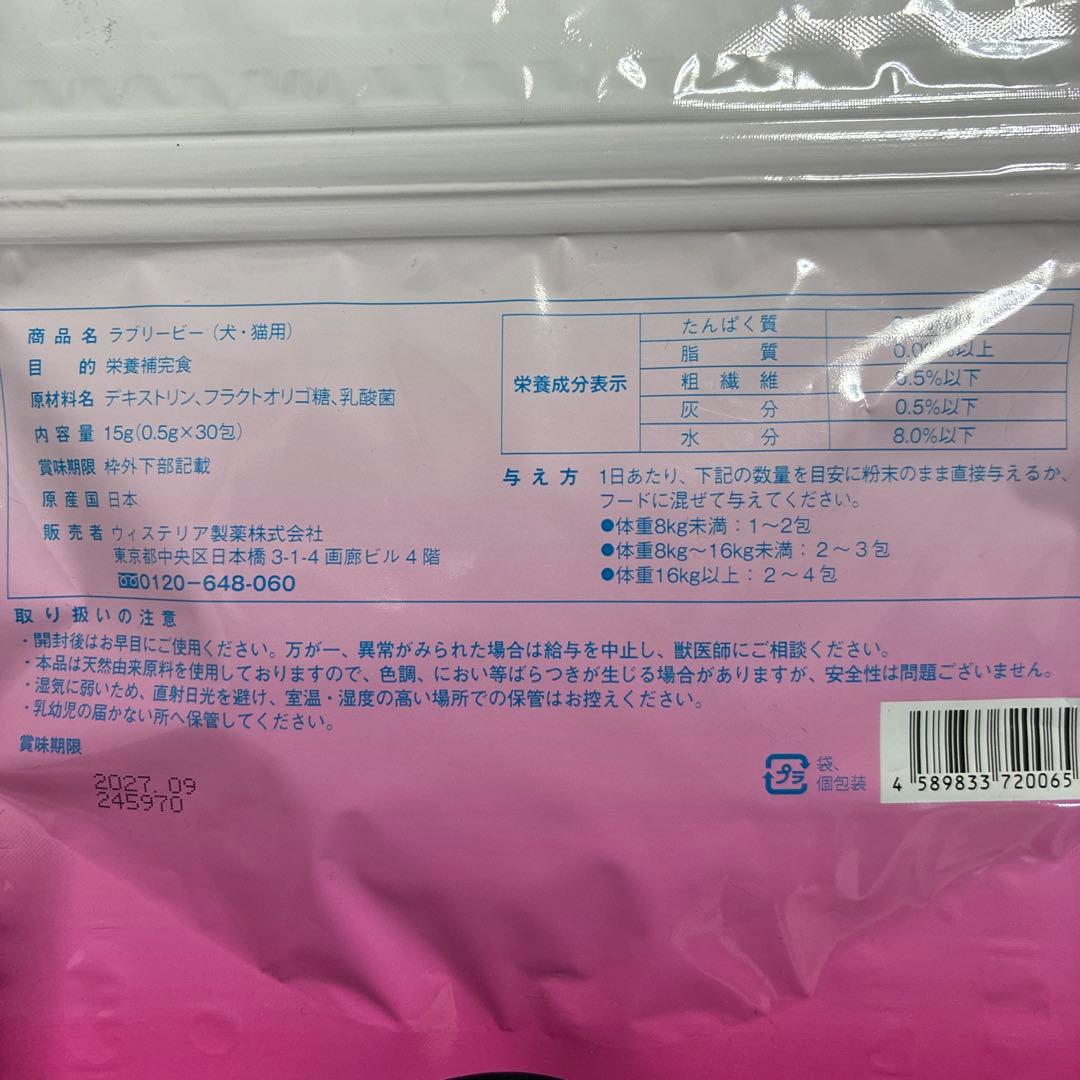 商品名 ラブリービー(犬・猫用)
目的 栄養補完食
原材料名 デキストリン、フラクトオリゴ糖、乳酸菌
内容量 15g(0.5g×30包)
賞味期限 枠外下部記載
原産国 日本
販売者 ウィステリア製薬株式会社
東京都中央区日本橋3-1-4画廊ビル4階
0120-648-060
栄養成分表示
たんぱく質
脂質 以上
粗繊維 0.5%以下
灰分 0.5%以下
水分 8.0%以下
与え方 1日あたり、下記の数量を目安に粉末のまま直接与えるか、
フードに混ぜて与えてください。
●体重8kg未満:1〜2包
●体重8kg〜16kg未満:2〜3包
●体重16kg以上:2〜4包
取り扱いの注意
・開封後はお早目にご使用ください。万が一、異常がみられた場合は給与を中止し、獣医師にご相談ください。
・本品は天然由来原料を使用しておりますので、色調、におい等ばらつきが生じる場合がありますが、安全性は問題ございません。
・湿気に弱いため、直射日光を避け、室温・湿度の高い場所での保管はお控えください。
・乳幼児の届かない所へ保管してください。
賞味期限
2027.09
245970
プラ
袋、
個包装
4 589833 720065